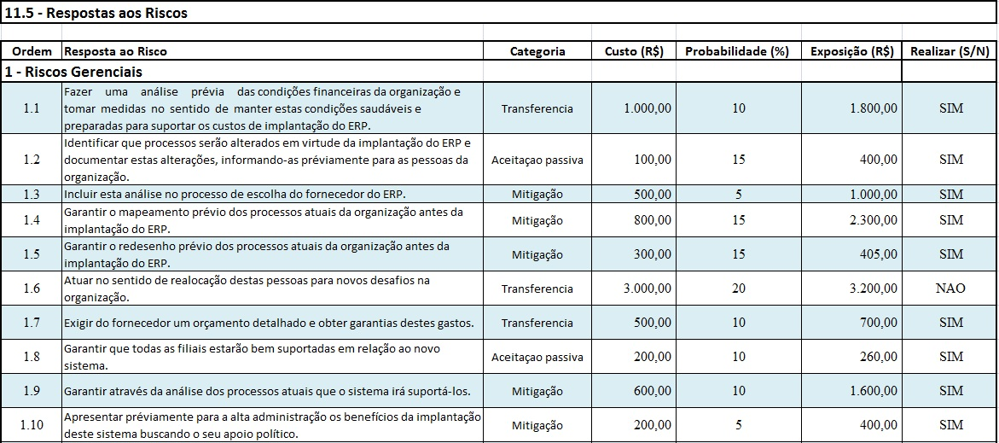 11.5 - Respostas aos Riscos
Ordem Resposta ao Risco Categoria Custo (R$) Probabilidade (%) Exposição (R$) Realizar (S/N)
1 - Riscos Gerenciais
Fazer uma análise prévia das condições financeiras da organização e
1.1 tomar medidas no sentido de manter estas condições saudáveis e Transferencia 1.000,00 10 1.800,00 SIM
preparadas para suportar os custos de implantação do ERP.
Identificar que processos serão alterados em virtude da implantação do ERP e
1.2 documentar estas alterações, informando-as préviamente para as pessoas da Aceitaçao passiva 100,00 15 400,00 SIM
organização.
1.3 Incluir esta análise no processo de escolha do fornecedor do ERP. Mitigação 500,00 5 1.000,00 SIM
1.4 Garantir o mapeamento prévio dos processos atuais da organização antes da Mitigação 800,00 15 2.300,00 SIM
implantação do ERP.
1.5 Garantir o redesenho prévio dos processos atuais da organização antes da Mitigação 300,00 15 405,00 SIM
implantação do ERP.
1.6 Atuar no sentido de realocação destas pessoas para novos desafios na Transferencia 3.000,00 20 3.200,00 NAO
organização.
1.7 Exigir do fornecedor um orçamento detalhado e obter garantias destes gastos. Transferencia 500,00 10 700,00 SIM
1.8 Garantir que todas as filiais estarão bem suportadas em relação ao novo Aceitaçao passiva 200,00 10 260,00 SIM
sistema.
1.9 Garantir através da análise dos processos atuais que o sistema irá suportá-los. Mitigação 600,00 10 1.600,00 SIM
1.10 Apresentar préviamente para a alta administração os benefícios da implantação Mitigação 200,00 5 400,00 SIM
deste sistema buscando o seu apoio político.